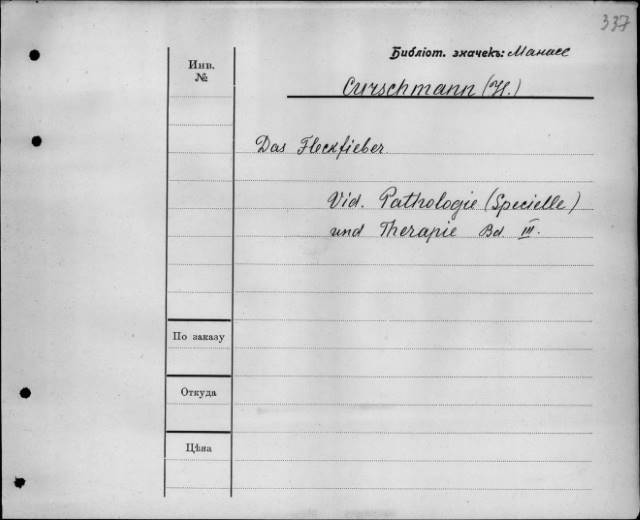 337
Библіот. значекъ: Манасс
Инв.
№
Curschmann (H.)
Das Fleckfieber.
Vid. Pathologie (Specielle)
und Therapie Bd. III.
По заказу
Откуда
Цѣна